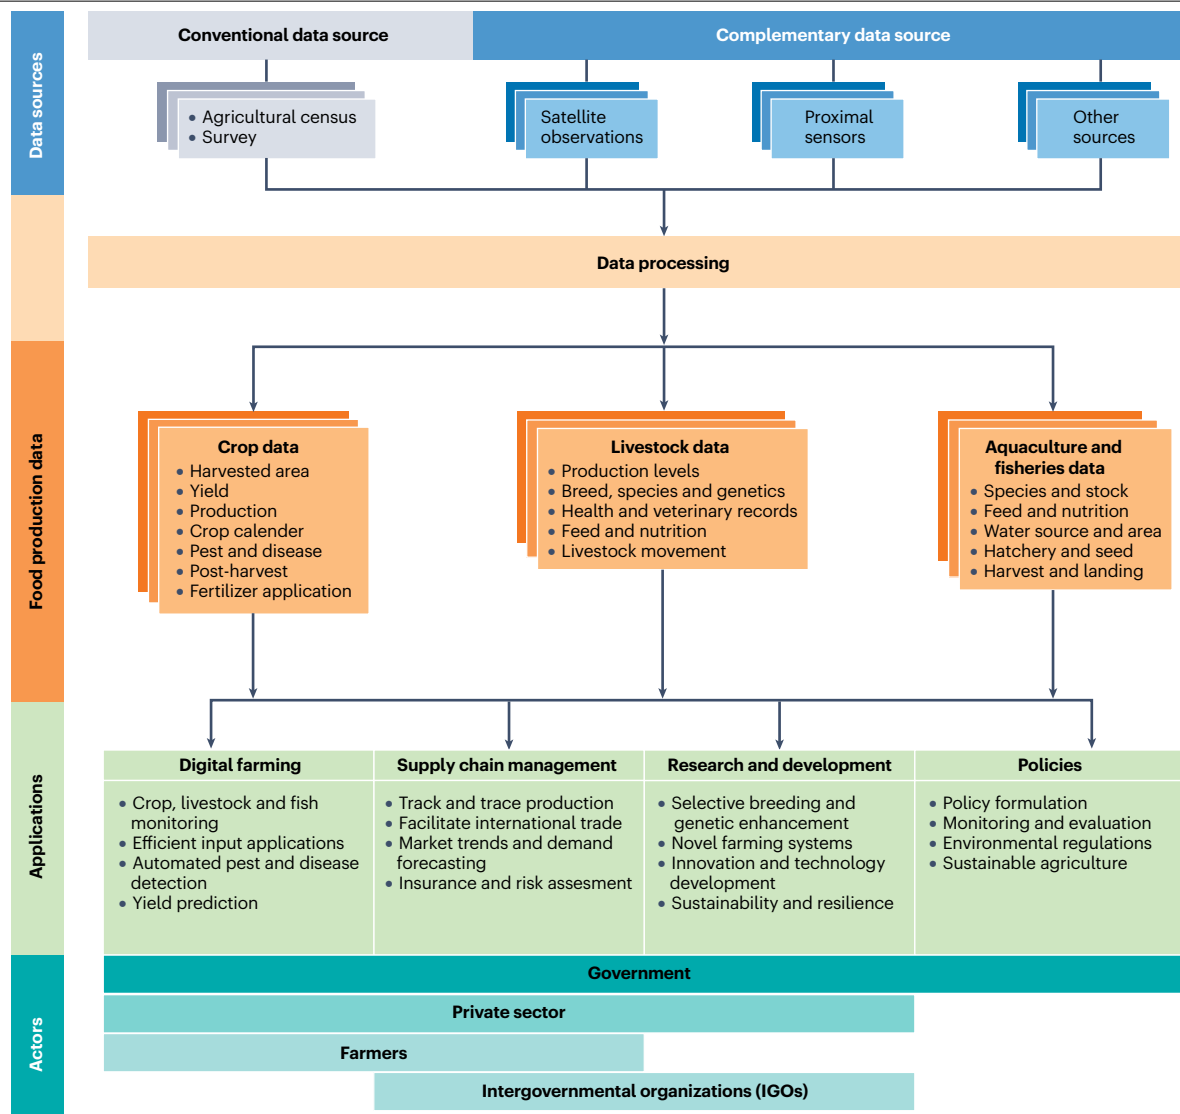 Data sources
Conventional data source
Complementary data source
• Agricultural census
• Survey
Satellite
observations
Proximal
sensors
Other
sources
Data processing
Food production data
Crop data
• Harvested area
• Yield
• Production
• Crop calender
• Pest and disease
• Post-harvest
• Fertilizer application
Livestock data
• Production levels
• Breed, species and genetics
• Health and veterinary records
• Feed and nutrition
• Livestock movement
Aquaculture and
fisheries data
• Species and stock
• Feed and nutrition
• Water source and area
• Hatchery and seed
• Harvest and landing
Applications
Digital farming
• Crop, livestock and fish
monitoring
• Efficient input applications
• Automated pest and disease
detection
• Yield prediction
Supply chain management
• Track and trace production
• Facilitate international trade
• Market trends and demand
forecasting
• Insurance and risk assesment
Research and development
• Selective breeding and
genetic enhancement
• Novel farming systems
• Innovation and technology
development
• Sustainability and resilience
Policies
• Policy formulation
• Monitoring and evaluation
• Environmental regulations
• Sustainable agriculture
Actors
Government
Private sector
Farmers
Intergovernmental organizations (IGOs)